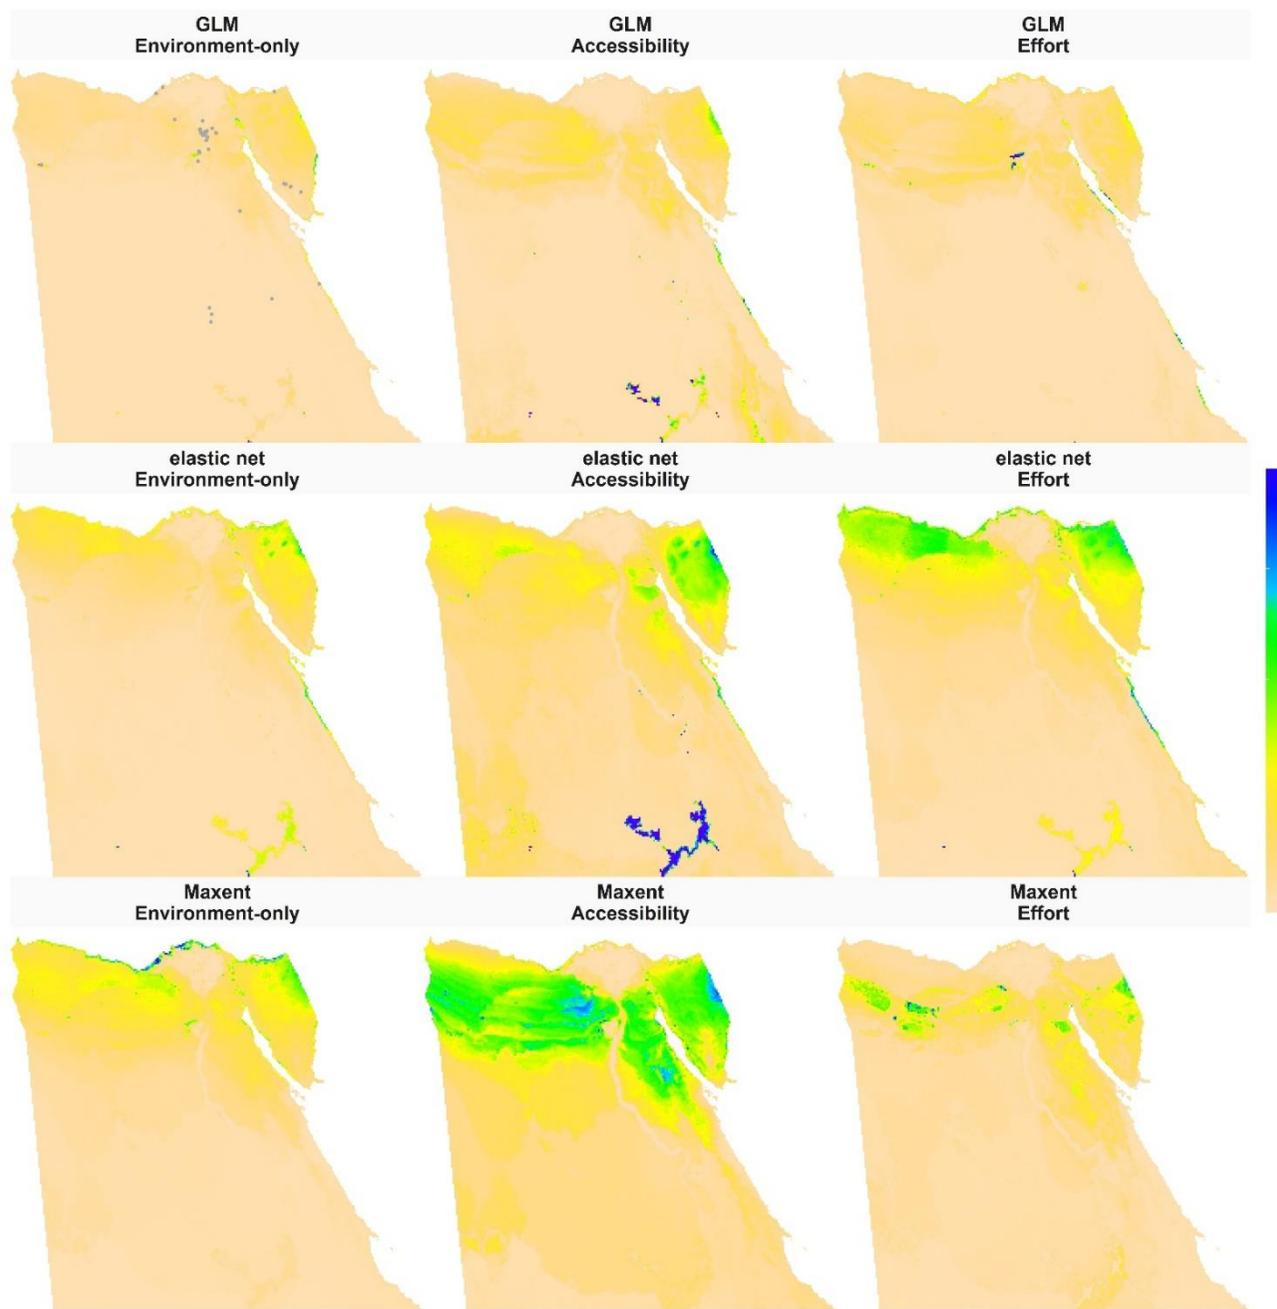 GLM
Environment-only
GLM
Accessibility
GLM
Effort
elastic net
Environment-only
elastic net
Accessibility
elastic net
Effort
Maxent
Environment-only
Maxent
Accessibility
Maxent
Effort